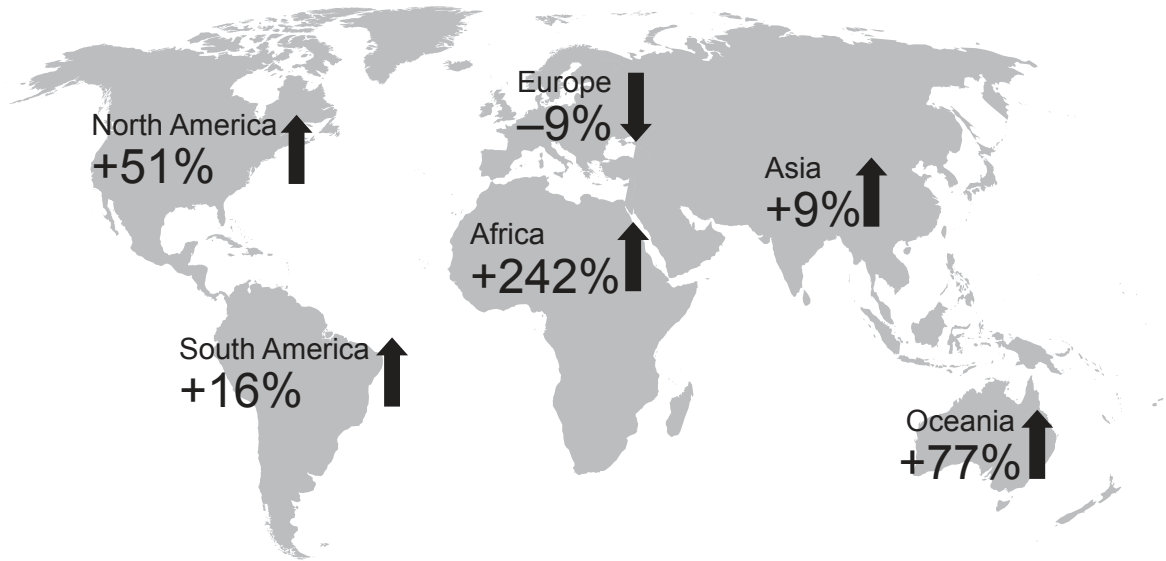 North America
+51%
Europe
–9%
Asia
+9%
Africa
+242%
South America
+16%
Oceania
+77%